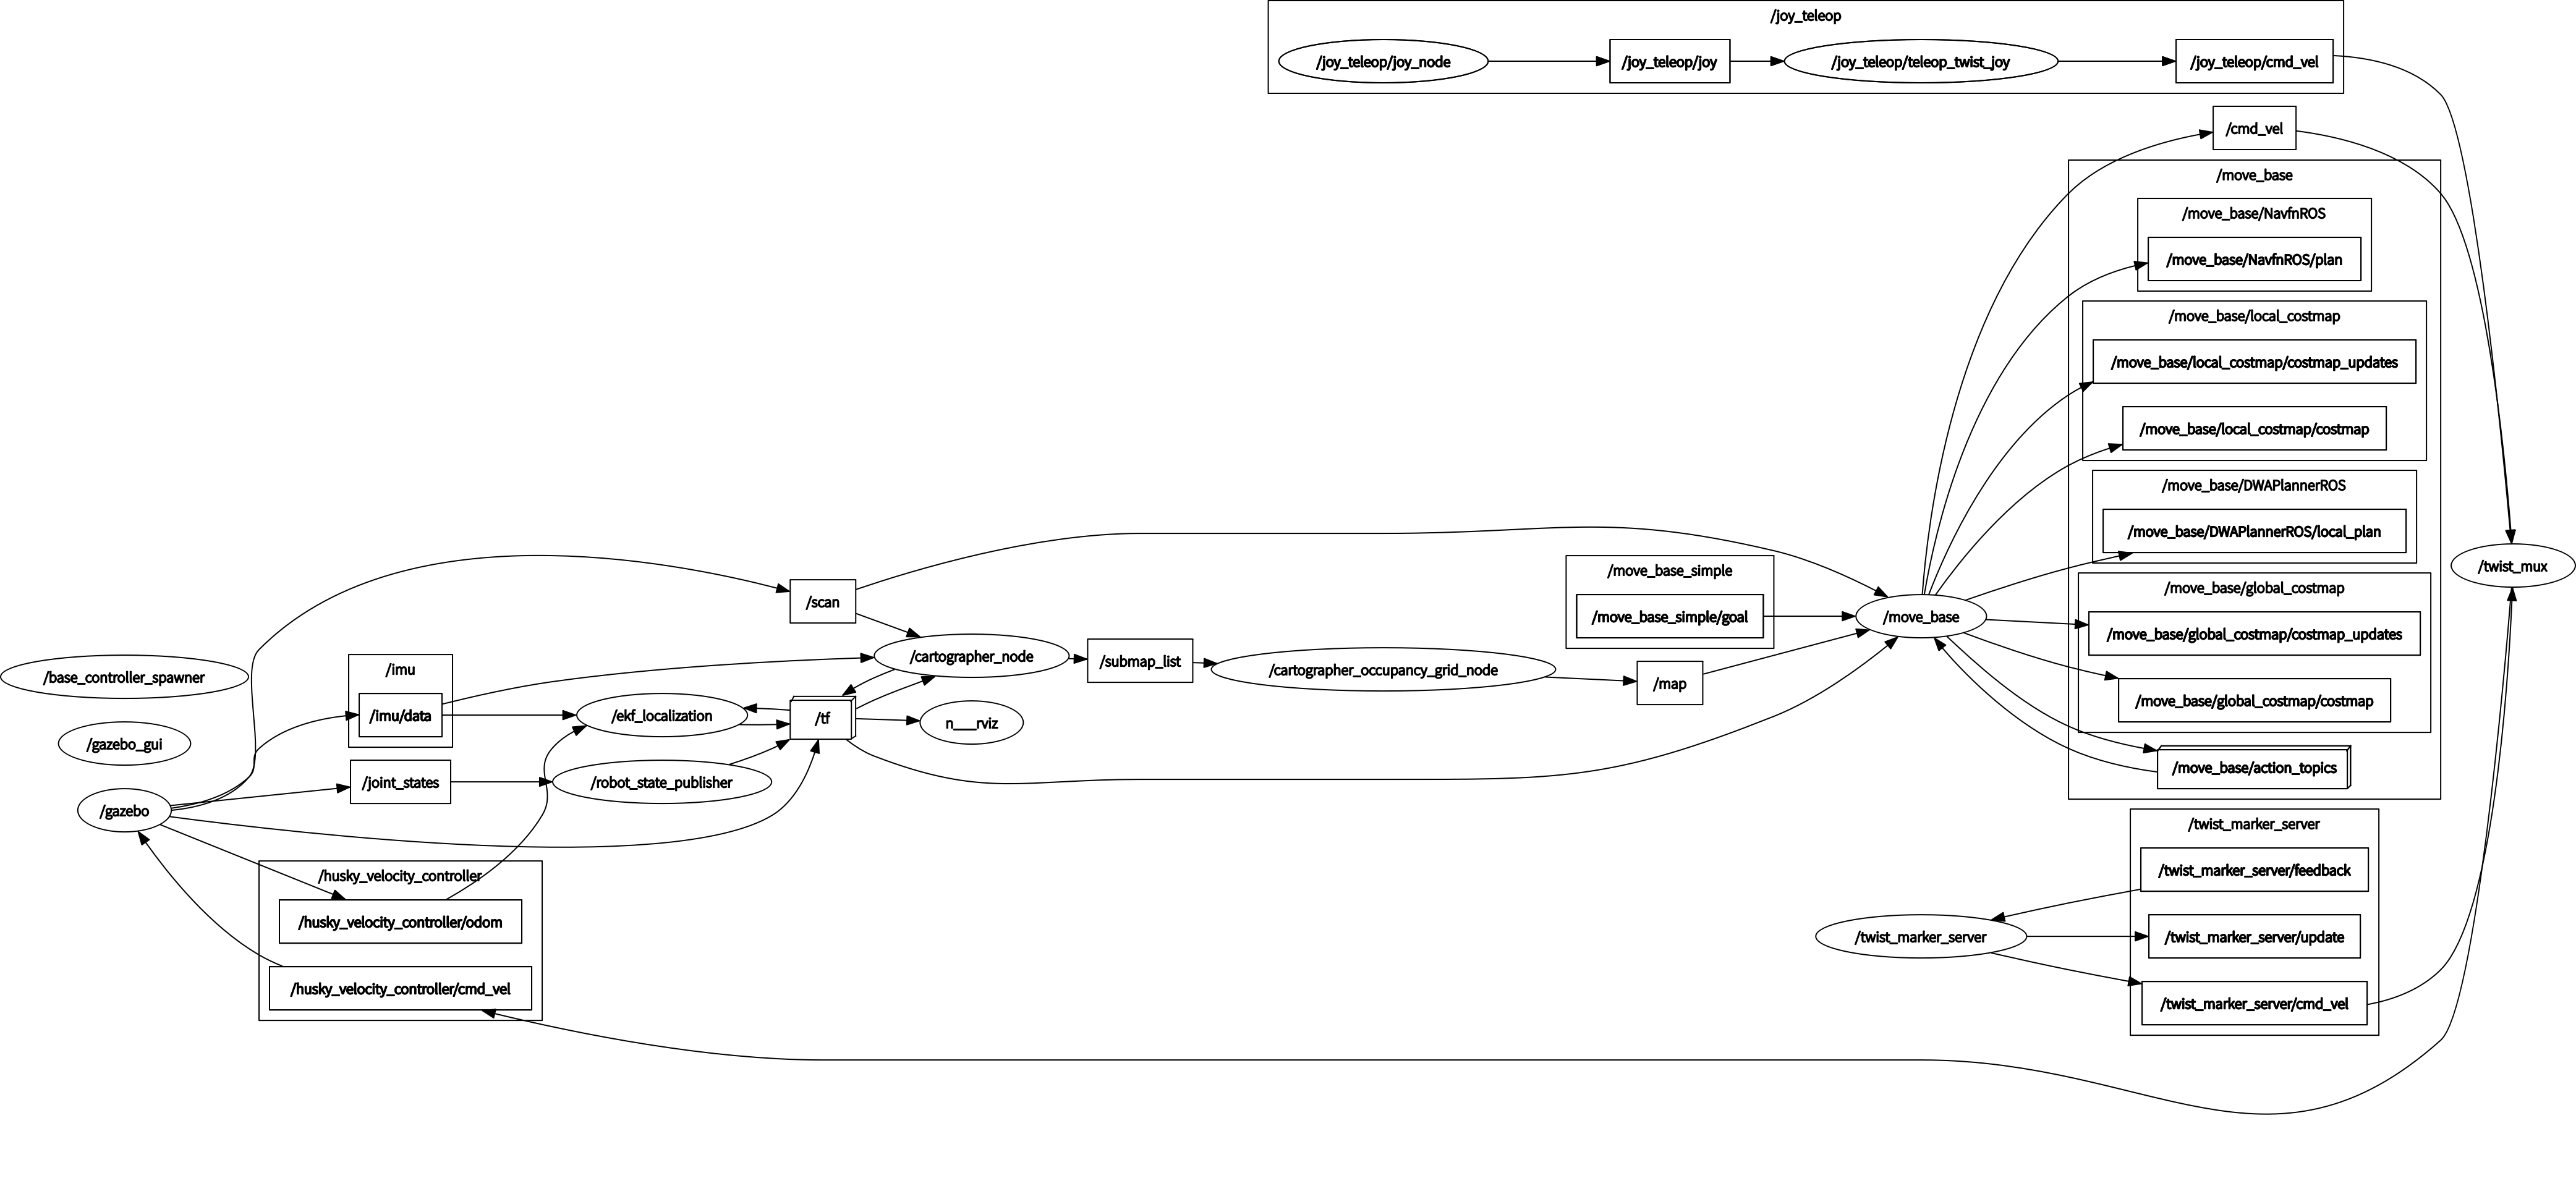 /joy_teleop
/joy_teleop/joy_node
/joy_teleop/joy
/joy_teleop/teleop_twist_joy
/joy_teleop/cmd_vel
/cmd_vel
/move_base
/move_base/NavfnROS
/move_base/NavfnROS/plan
/move_base/local_costmap
/move_base/local_costmap/costmap_updates
/move_base/local_costmap/costmap
/move_base/DWAPlannerROS
/move_base/DWAPlannerROS/local_plan
/twist_mux
/move_base_simple
/move_base_simple/goal
/move_base
/move_base/global_costmap
/move_base/global_costmap/costmap_updates
/move_base/global_costmap/costmap
/move_base/action_topics
/scan
/cartographer_node
/submap_list
/cartographer_occupancy_grid_node
/map
/base_controller_spawner
/imu
/imu/data
/ekf_localization
/tf
n___rviz
/gazebo_gui
/joint_states
/robot_state_publisher
/gazebo
/husky_velocity_controller
/husky_velocity_controller/odom
/husky_velocity_controller/cmd_vel
/twist_marker_server
/twist_marker_server/feedback
/twist_marker_server
/twist_marker_server/update
/twist_marker_server/cmd_vel